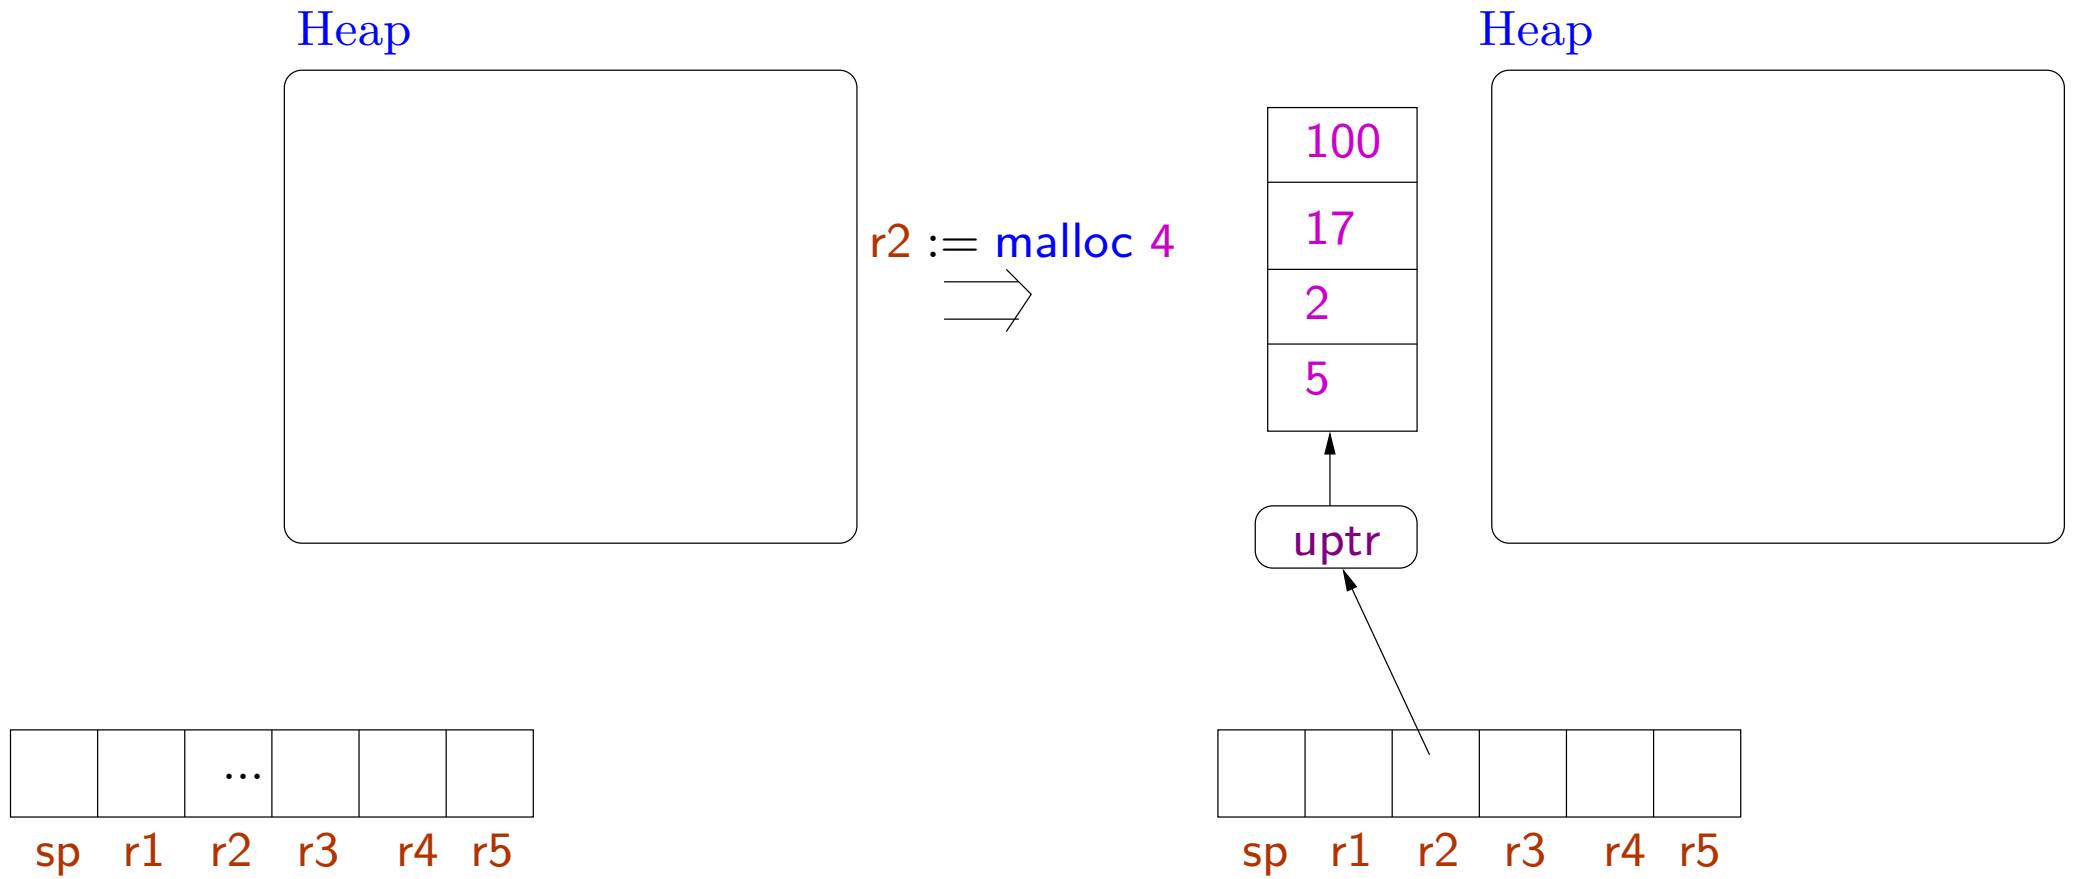 Heap
Heap
100
r2 := malloc 4
17
2
5
uptr
...
sp r1 r2 r3 r4 r5
sp r1 r2 r3 r4 r5